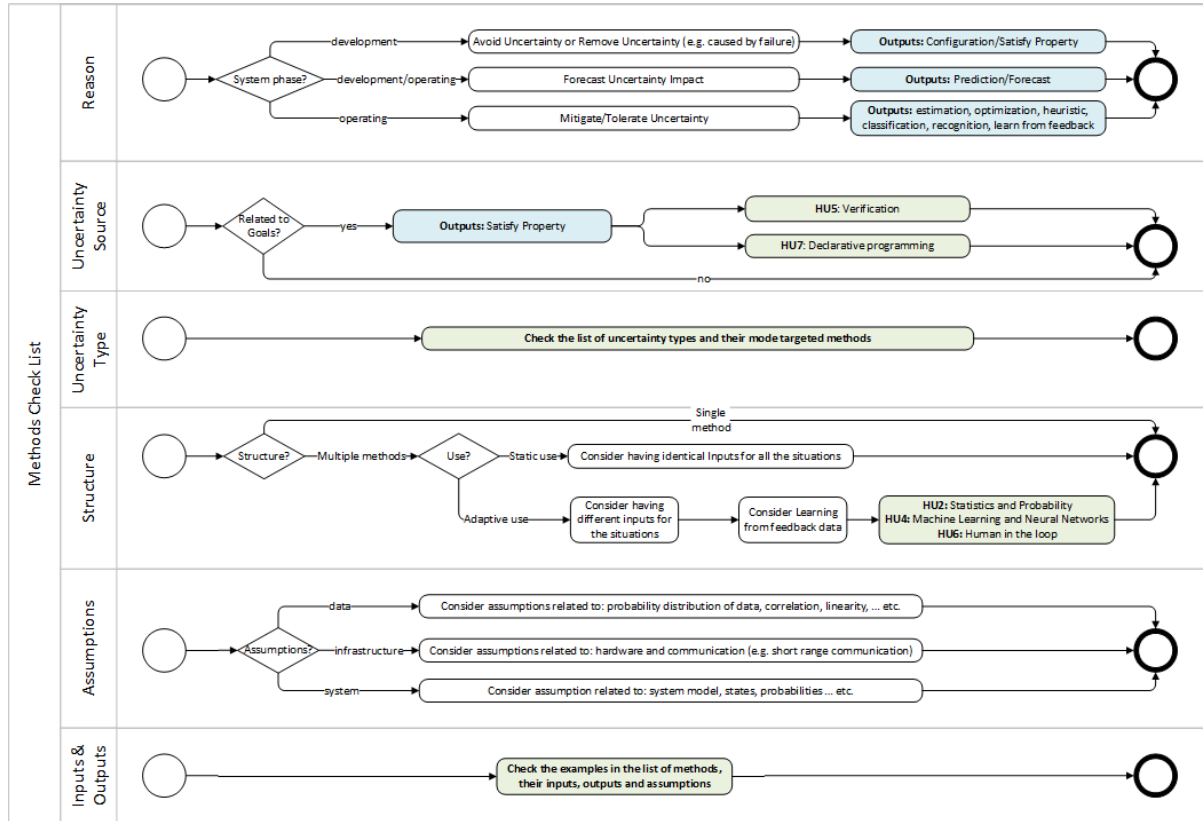 Methods Check List
Reason
System phase?
development
Avoid Uncertainty or Remove Uncertainty (e.g. caused by failure)
Outputs: Configuration/Satisfy Property
development/operating
Forecast Uncertainty Impact
Outputs: Prediction/Forecast
operating
Mitigate/Tolerate Uncertainty
Outputs: estimation, optimization, heuristic,
classification, recognition, learn from feedback
Uncertainty
Source
Related to
Goals?
yes
Outputs: Satisfy Property
HU5: Verification
HU7: Declarative programming
no
Uncertainty
Type
Check the list of uncertainty types and their mode targeted methods
Structure
Structure?
Single
method
Multiple methods
Use?
Static use
Consider having identical Inputs for all the situations
Adaptive use
Consider having
different inputs for
the situations
Consider Learning
from feedback data
HU2: Statistics and Probability
HU4: Machine Learning and Neural Networks
HU6: Human in the loop
Assumptions
Assumptions?
data
Consider assumptions related to: probability distribution of data, correlation, linearity, ... etc.
infrastructure
Consider assumptions related to: hardware and communication (e.g. short range communication)
system
Consider assumption related to: system model, states, probabilities ... etc.
Inputs &
Outputs
Check the examples in the list of methods,
their inputs, outputs and assumptions